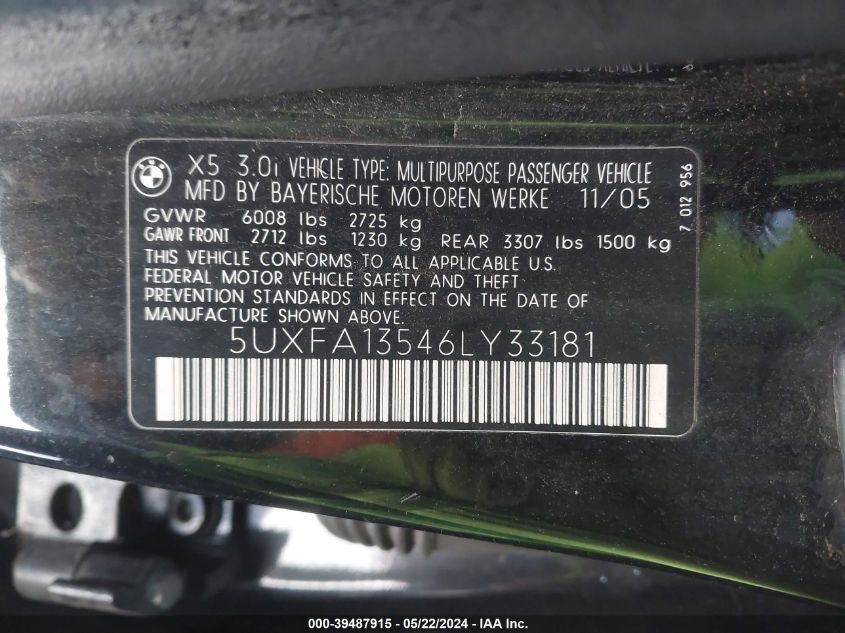 BMW
X5 3.0i VEHICLE TYPE: MULTIPURPOSE PASSENGER VEHICLE
MFD BY BAYERISCHE MOTOREN WERKE 11/05
GVWR 6008 lbs 2725 kg
GAWR FRONT 2712 lbs 1230 kg REAR 3307 lbs 1500 kg
THIS VEHICLE CONFORMS TO ALL APPLICABLE U.S.
FEDERAL MOTOR VEHICLE SAFETY AND THEFT
PREVENTION STANDARDS IN EFFECT ON THE DATE OF
MANUFACTURE SHOWN ABOVE.
5UXFA13546LY33181
7 012 956
000-39487915 - 05/22/2024 - IAA Inc.